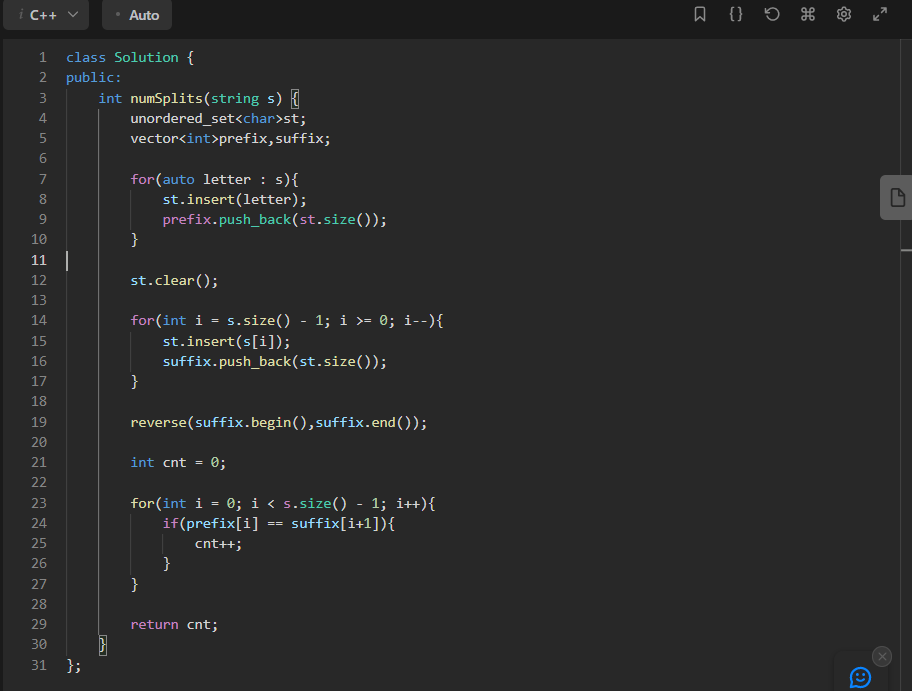 i C++ Auto
1 class Solution {
2 public:
3     int numSplits(string s) {
4         unordered_set<char>st;
5         vector<int>prefix,suffix;
6
7         for(auto letter : s){
8             st.insert(letter);
9             prefix.push_back(st.size());
10         }
11
12         st.clear();
13
14         for(int i = s.size() - 1; i >= 0; i--){
15             st.insert(s[i]);
16             suffix.push_back(st.size());
17         }
18
19         reverse(suffix.begin(),suffix.end());
20
21         int cnt = 0;
22
23         for(int i = 0; i < s.size() - 1; i++){
24             if(prefix[i] == suffix[i+1]){
25                 cnt++;
26             }
27         }
28
29         return cnt;
30     }
31 };